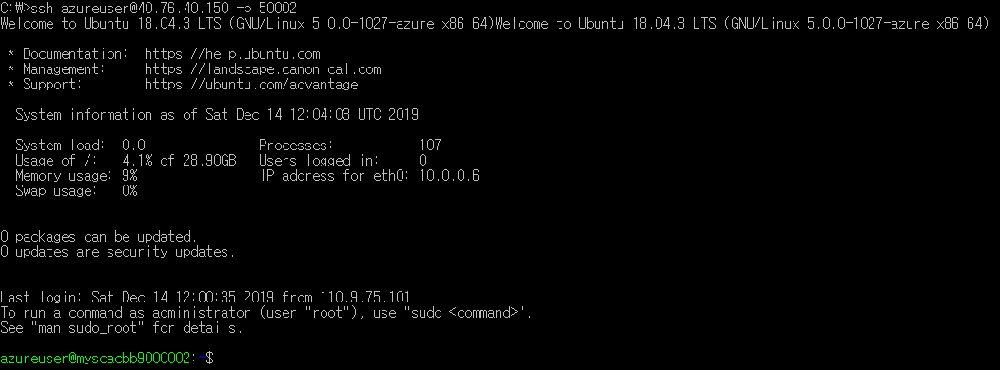 C:₩>ssh azureuser@40.76.40.150 -p 50002
Welcome to Ubuntu 18.04.3 LTS (GNU/Linux 5.0.0-1027-azure x86_64)Welcome to Ubuntu 18.04.3 LTS (GNU/Linux 5.0.0-1027-azure x86_64)
* Documentation:  https://help.ubuntu.com
* Management:     https://landscape.canonical.com
* Support:        https://ubuntu.com/advantage
System information as of Sat Dec 14 12:04:03 UTC 2019
System load:  0.0               Processes:           107
Usage of /:   4.1% of 28.90GB   Users logged in:     0
Memory usage: 9%                IP address for eth0: 10.0.0.6
Swap usage:   0%
0 packages can be updated.
0 updates are security updates.
Last login: Sat Dec 14 12:00:35 2019 from 110.9.75.101
To run a command as administrator (user "root"), use "sudo <command>".
See "man sudo_root" for details.
azureuser@myscacbb9000002:~$